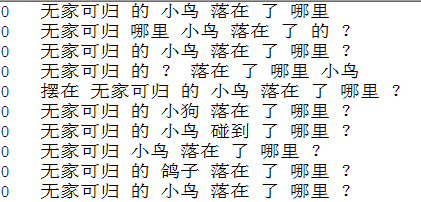 0 无家可归 的 小鸟 落在 了 哪里
0 无家可归 哪里 小鸟 落在 了 的 ？
0 无家可归 的 小鸟 落在 了 哪里 ？
0 无家可归 的 ？ 落在 了 哪里 小鸟
0 摆在 无家可归 的 小鸟 落在 了 哪里 ？
0 无家可归 的 小狗 落在 了 哪里 ？
0 无家可归 的 小鸟 碰到 了 哪里 ？
0 无家可归 小鸟 落在 了 哪里 ？
0 无家可归 的 鸽子 落在 了 哪里 ？
0 无家可归 的 小鸟 落在 了 哪里 ？